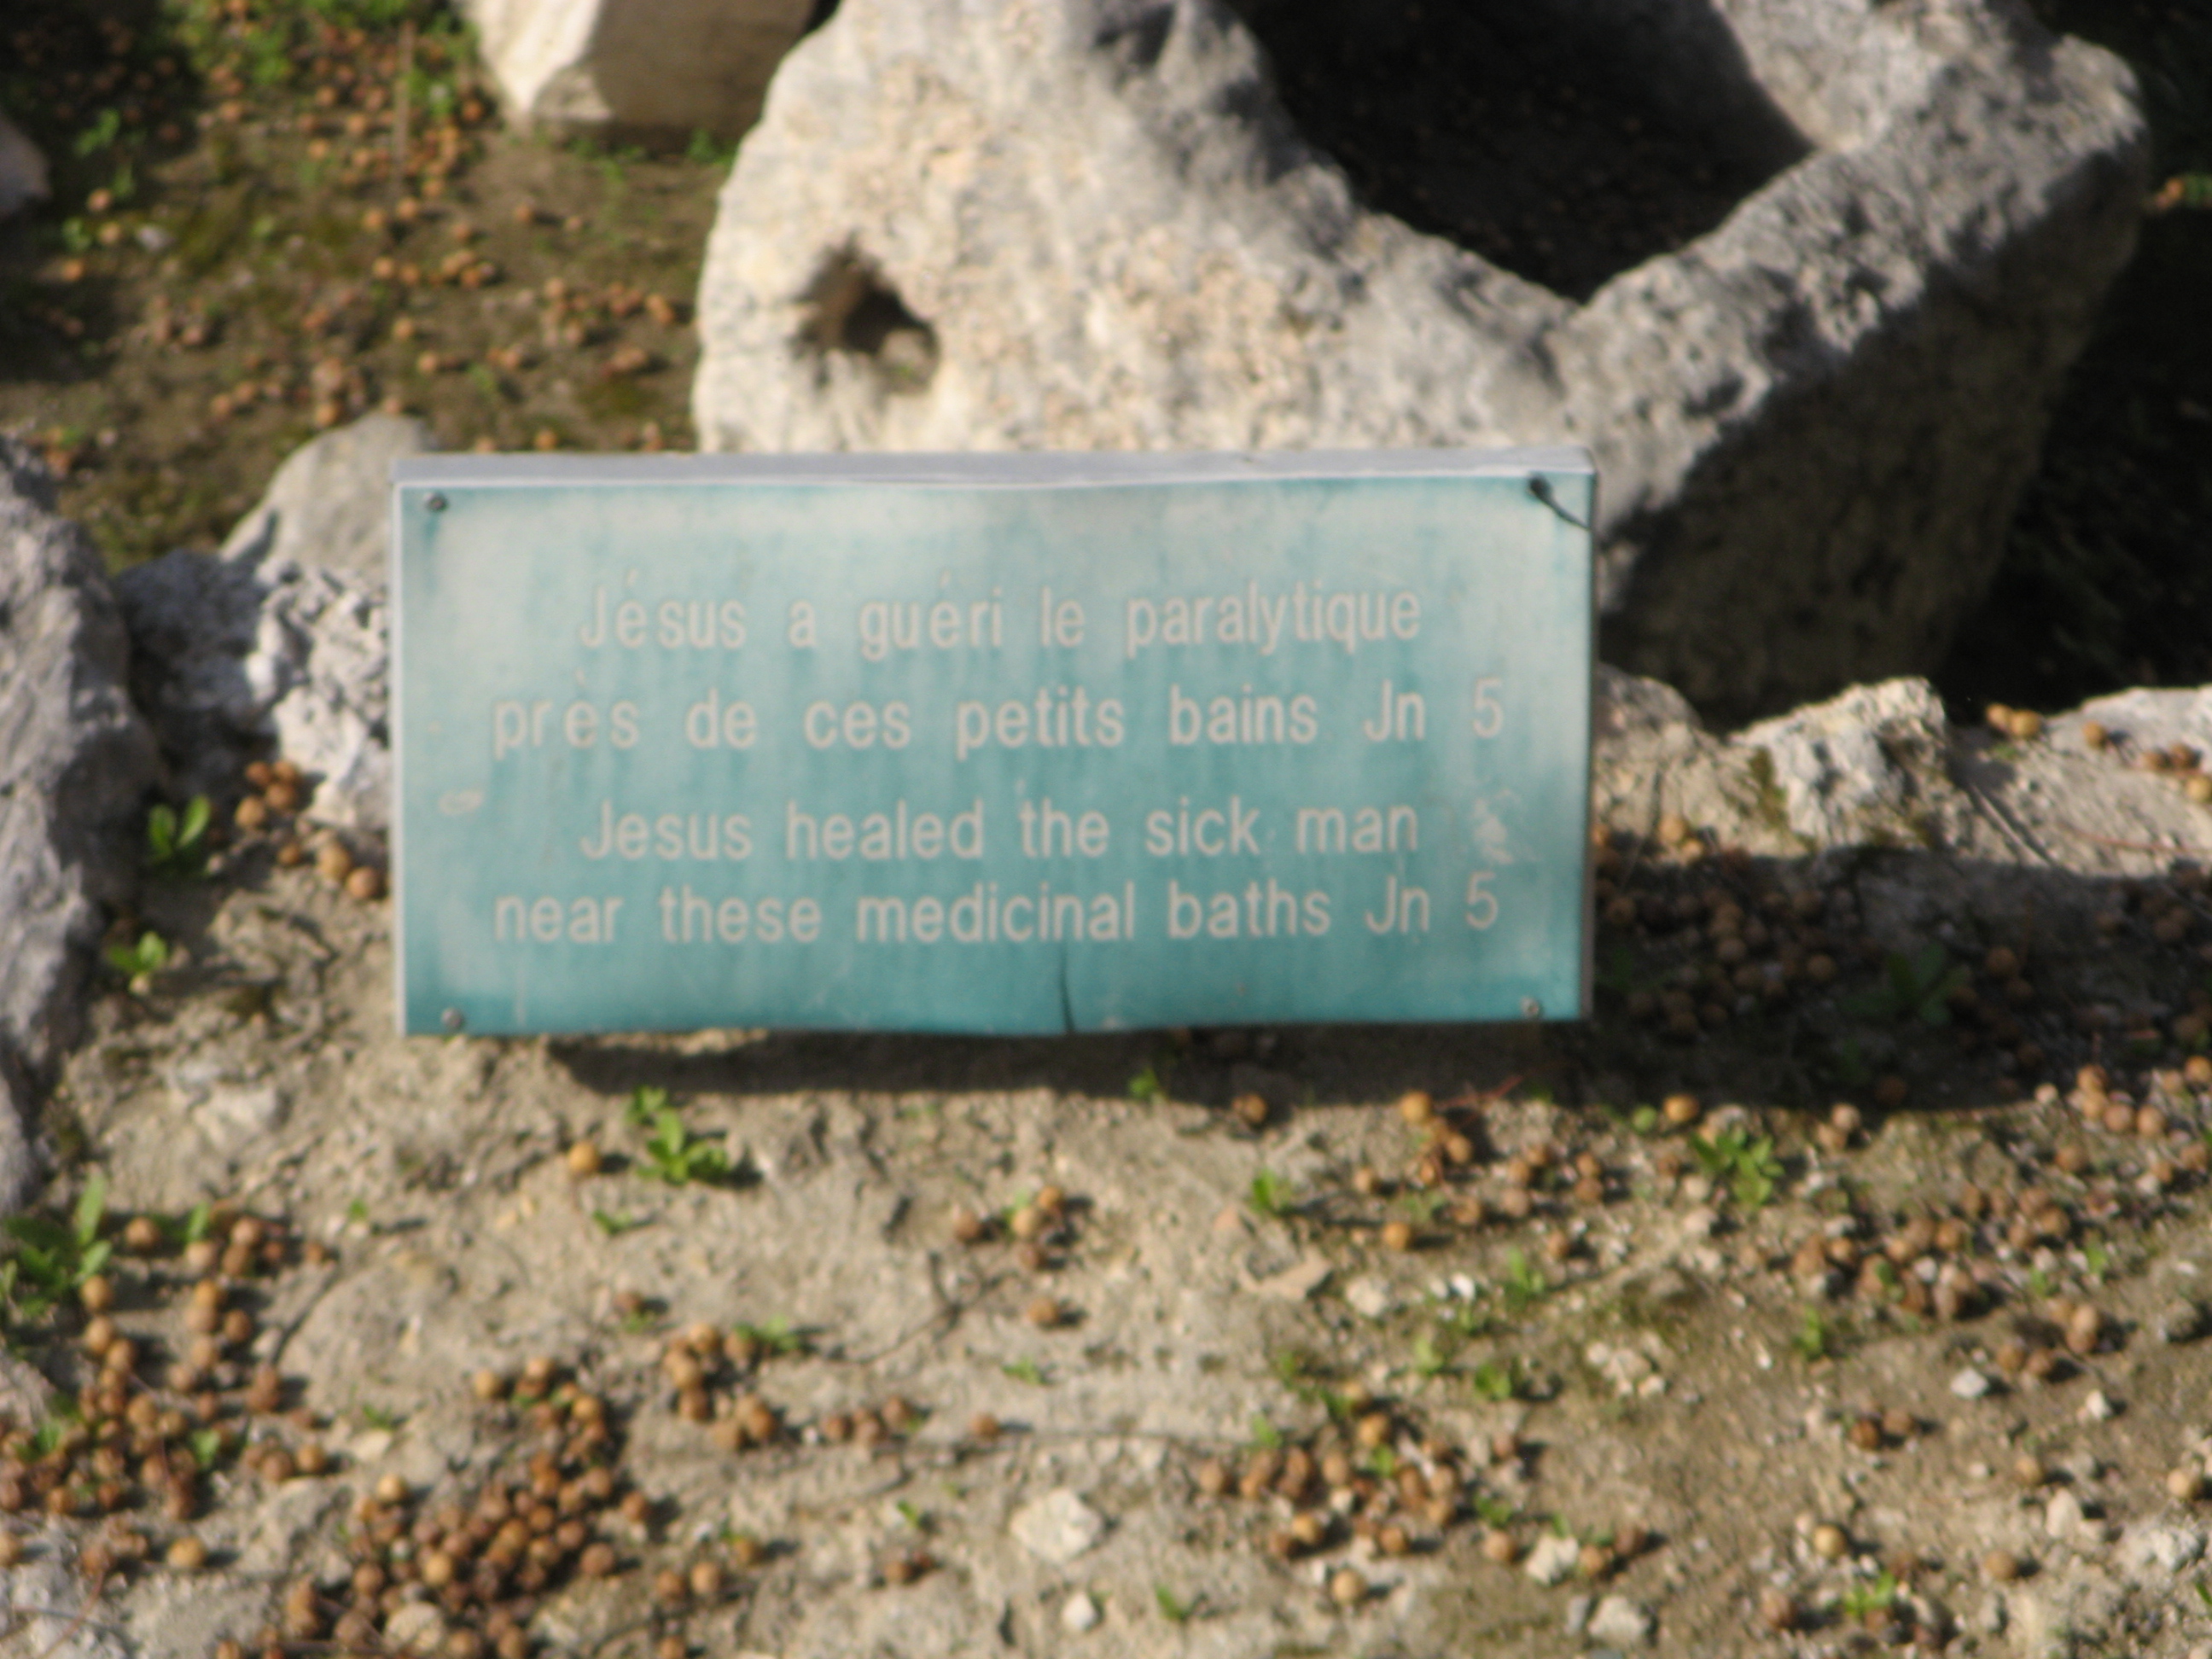 Jésus a guéri le paralytique
près de ces petits bains Jn 5
Jesus healed the sick man
near these medicinal baths Jn 5